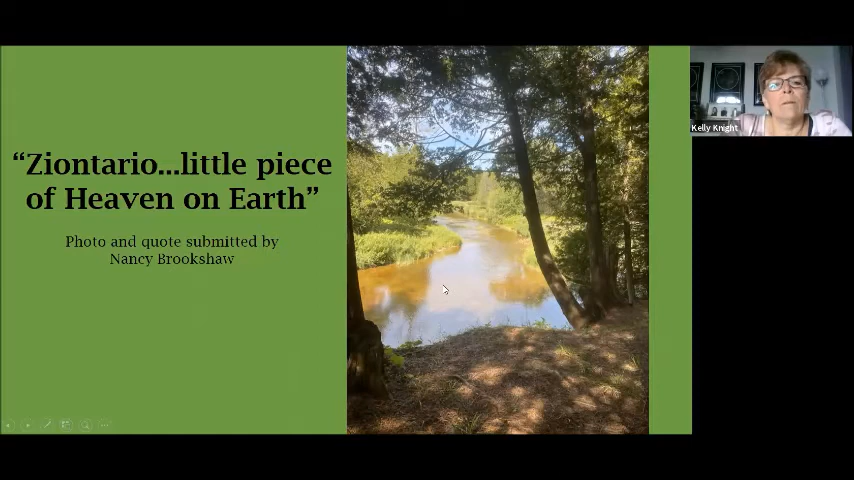 “Ziontario...little piece
of Heaven on Earth”
Photo and quote submitted by
Nancy Brookshaw
Kelly Knight